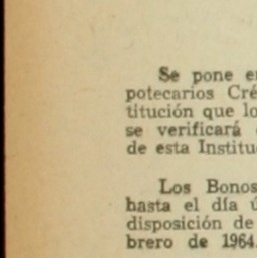 Se pone e
potecarios Cré
titución que lo
se verificará
de esta Institu
Los Bonos
hasta el día ú
disposición de
brero de 1964.